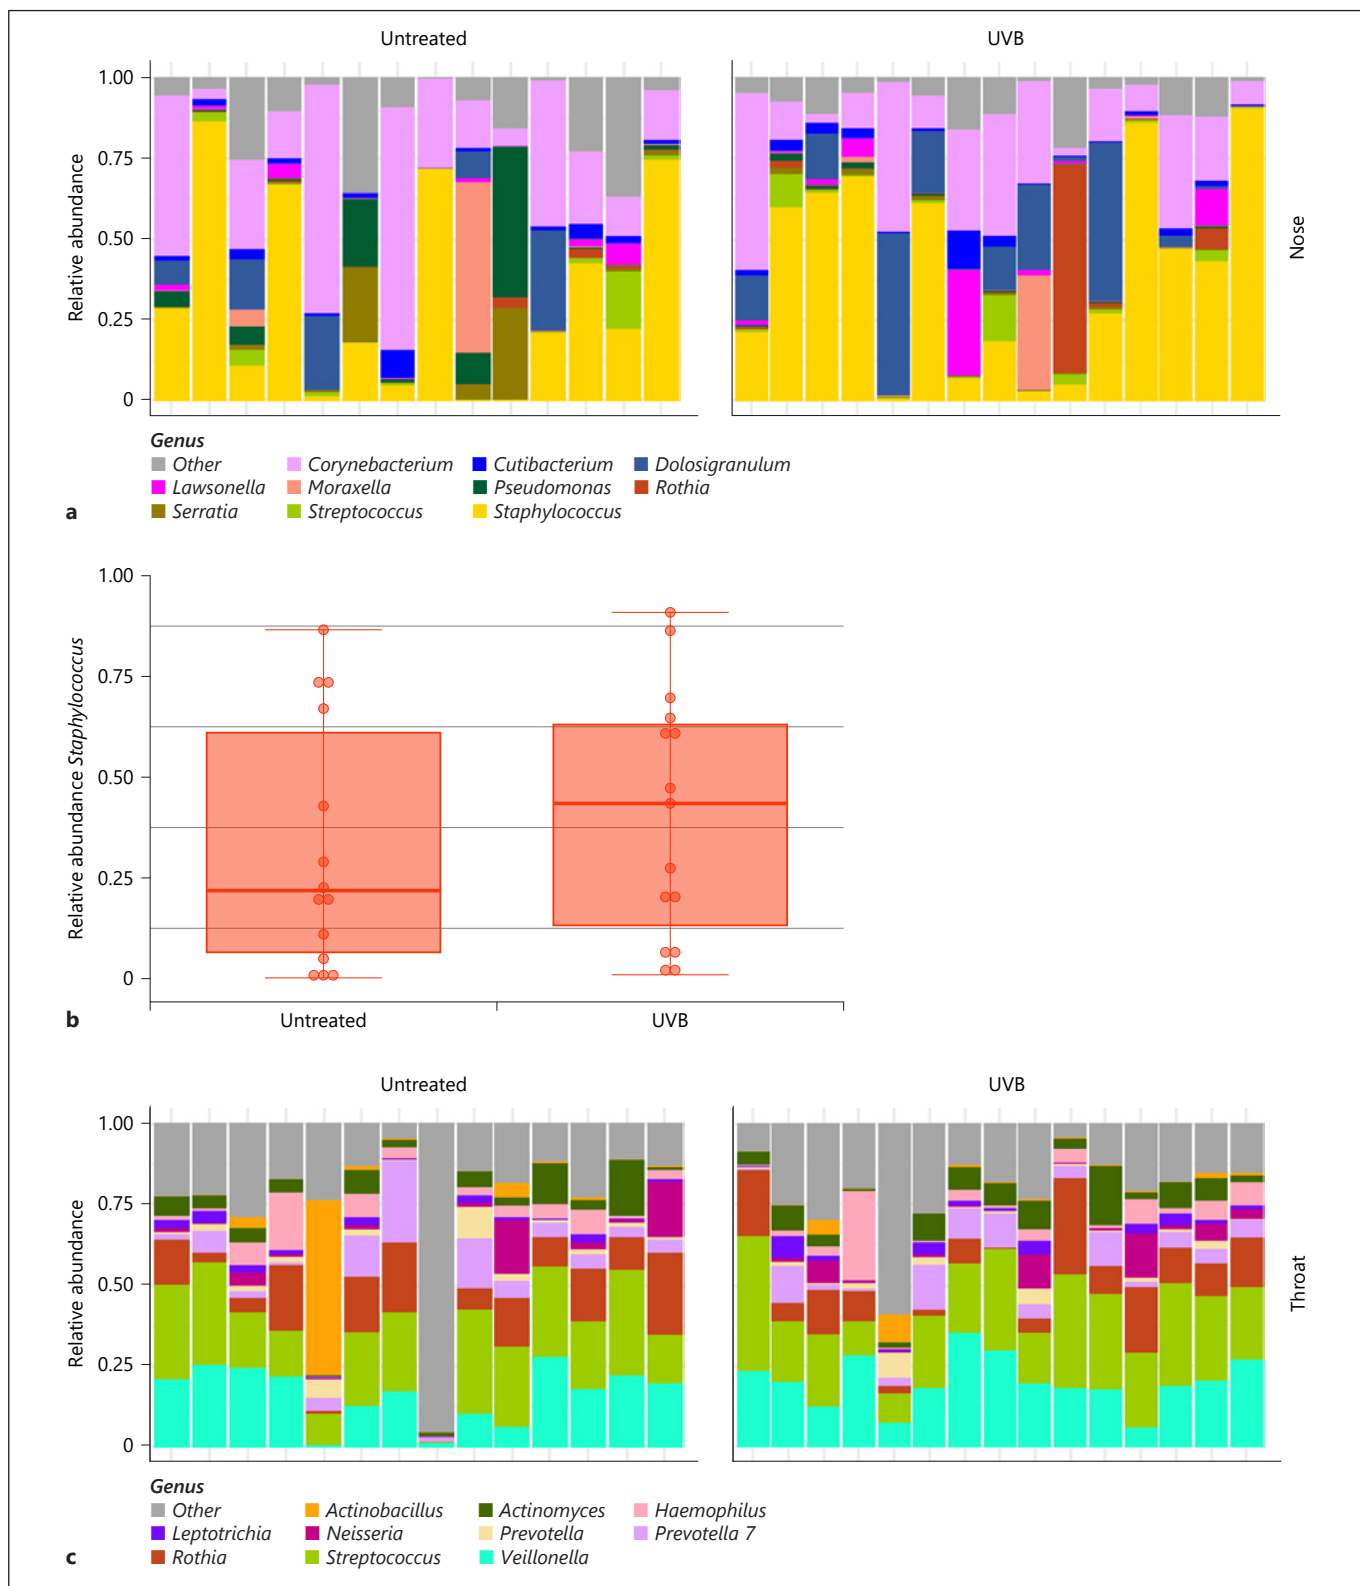 Untreated UVB
1.00
0.75
0.50
0.25
0
Relative abundance
Nose
Genus
Other Corynebacterium Cutibacterium Dolosigranulum
Lawsonella Moraxella Pseudomonas Rothia
Serratia Streptococcus Staphylococcus
a
1.00
0.75
0.50
0.25
0
Relative abundance Staphylococcus
Untreated UVB
b
Untreated UVB
1.00
0.75
0.50
0.25
0
Relative abundance
Throat
Genus
Other Actinobacillus Actinomyces Haemophilus
Leptotrichia Neisseria Prevotella Prevotella 7
Rothia Streptococcus Veillonella
c